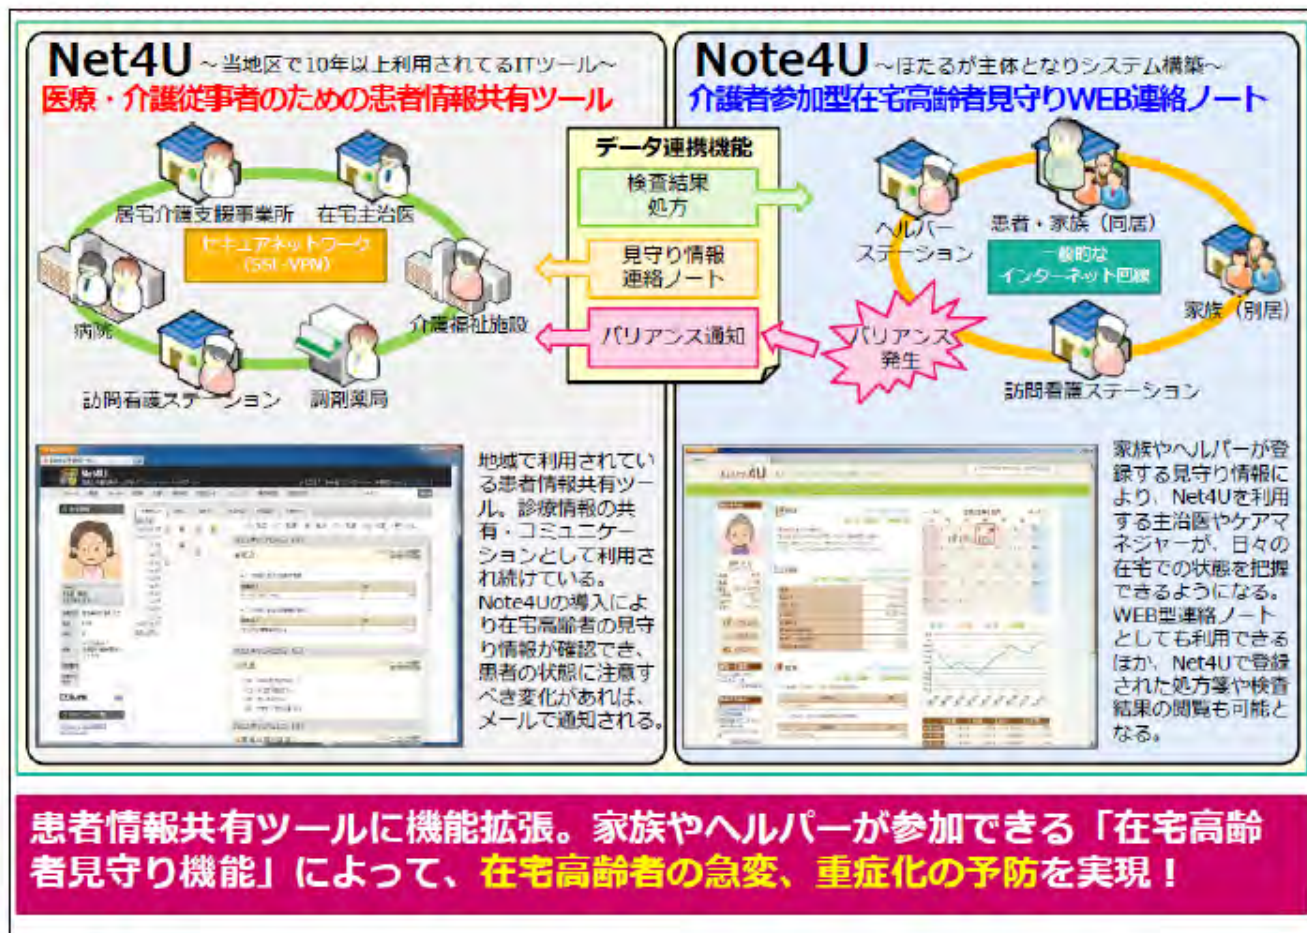 Net4U ～当地区で10年以上利用されてるITツール～
医療・介護従事者のための患者情報共有ツール
居宅介護支援事業所
在宅主治医
セキュアネットワーク
（SSL-VPN）
病院
介護福祉施設
訪問看護ステーション
調剤薬局
データ連携機能
検査結果
処方
見守り情報
連絡ノート
バリアンス通知
Note4U ～ほたるが主体となりシステム構築～
介護者参加型在宅高齢者見守りWEB連絡ノート
ヘルパー
ステーション
患者・家族（同居）
一般的な
インターネット回線
家族（別居）
バリアンス
発生
訪問看護ステーション
Net4U
地域で利用されてい
る患者情報共有ツー
ル。診療情報の共
有・コミュニケー
ションとして利用さ
れ続けている。
Note4Uの導入によ
り在宅高齢者の見守
り情報が確認でき、
患者の状態に注意す
べき変化があれば、
メールで通知される。
Note4U
家族やヘルパーが登
録する見守り情報に
より、Net4Uを利用
する主治医やケアマ
ネジャーが、日々の
在宅での状態を把握
できるようになる。
WEB型連絡ノート
としても利用できる
ほか、Net4Uで登録
された処方箋や検査
結果の閲覧も可能と
なる。
患者情報共有ツールに機能拡張。家族やヘルパーが参加できる「在宅高齢
者見守り機能」によって、在宅高齢者の急変、重症化の予防を実現！